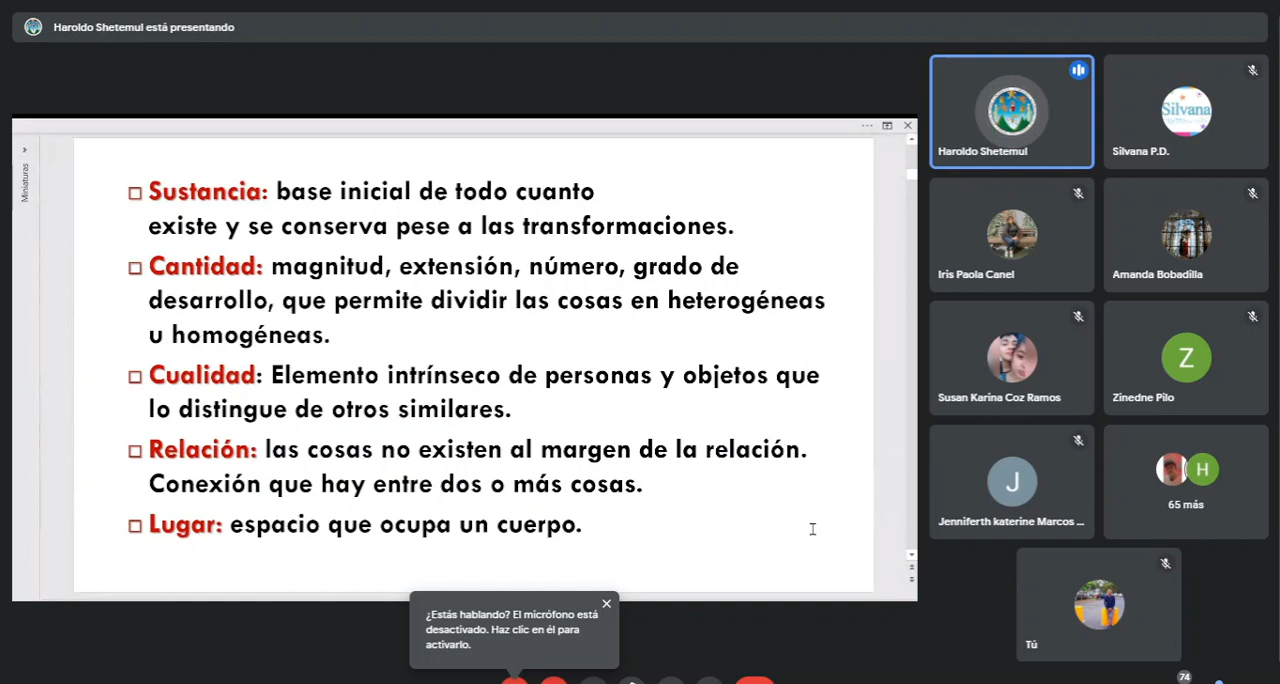 Haroldo Shetemul está presentando
Miniaturas
Sustancia: base inicial de todo cuanto
existe y se conserva pese a las transformaciones.
Cantidad: magnitud, extensión, número, grado de
desarrollo, que permite dividir las cosas en heterogéneas
u homogéneas.
Cualidad: Elemento intrínseco de personas y objetos que
lo distingue de otros similares.
Relación: las cosas no existen al margen de la relación.
Conexión que hay entre dos o más cosas.
Lugar: espacio que ocupa un cuerpo.
¿Estás hablando? El micrófono está
desactivado. Haz clic en él para
activarlo.
Haroldo Shetemul
Silvana
Silvana P.D.
Iris Paola Canel
Amanda Bobadilla
Susan Karina Coz Ramos
Z
Zinedne Pilo
J
Jenniferth katerine Marcos ...
H
65 más
Tú
74